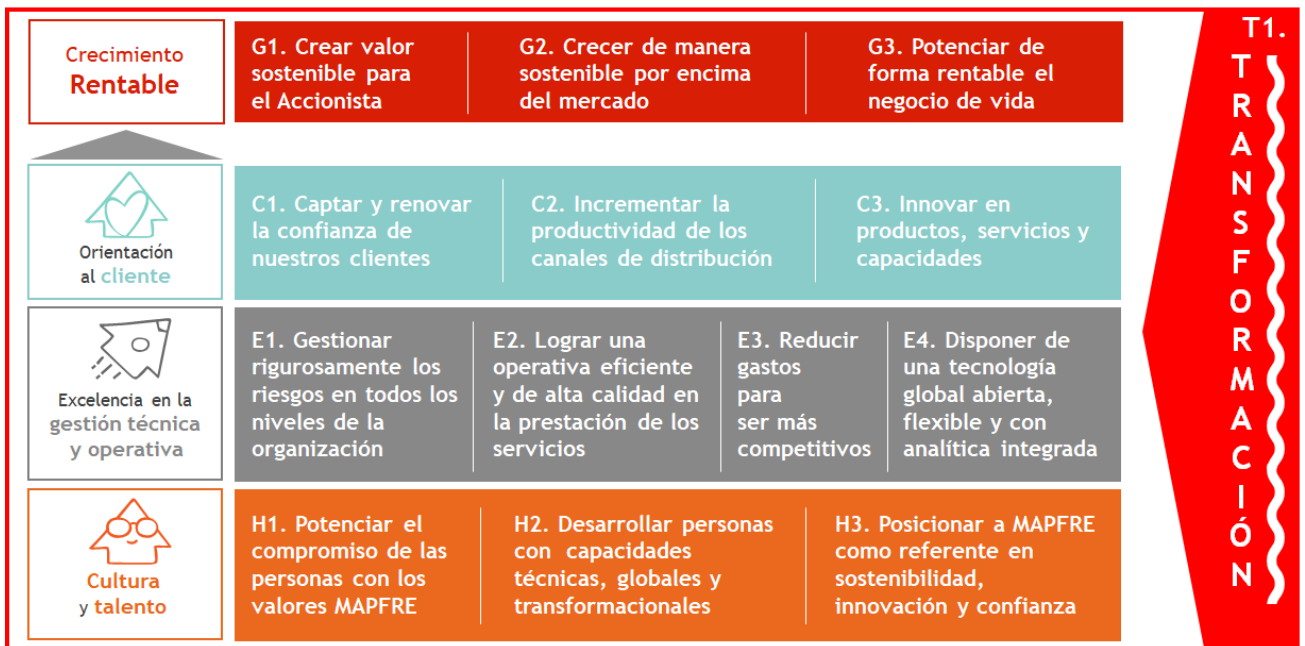 Crecimiento
Rentable
G1. Crear valor
sostenible para
el Accionista
G2. Crecer de manera
sostenible por encima
del mercado
G3. Potenciar de
forma rentable el
negocio de vida
Orientación
al cliente
C1. Captar y renovar
la confianza de
nuestros clientes
C2. Incrementar la
productividad de los
canales de distribución
C3. Innovar en
productos, servicios y
capacidades
Excelencia en la
gestión técnica
y operativa
E1. Gestionar
rigurosamente los
riesgos en todos los
niveles de la
organización
E2. Lograr una
operativa eficiente
y de alta calidad en
la prestación de los
servicios
E3. Reducir
gastos
para
ser más
competitivos
E4. Disponer de
una tecnología
global abierta,
flexible y con
analítica integrada
Cultura
y talento
H1. Potenciar el
compromiso de las
personas con los
valores MAPFRE
H2. Desarrollar personas
con capacidades
técnicas, globales y
transformacionales
H3. Posicionar a MAPFRE
como referente en
sostenibilidad,
innovación y confianza
T1.
TRANSFORMACIÓN